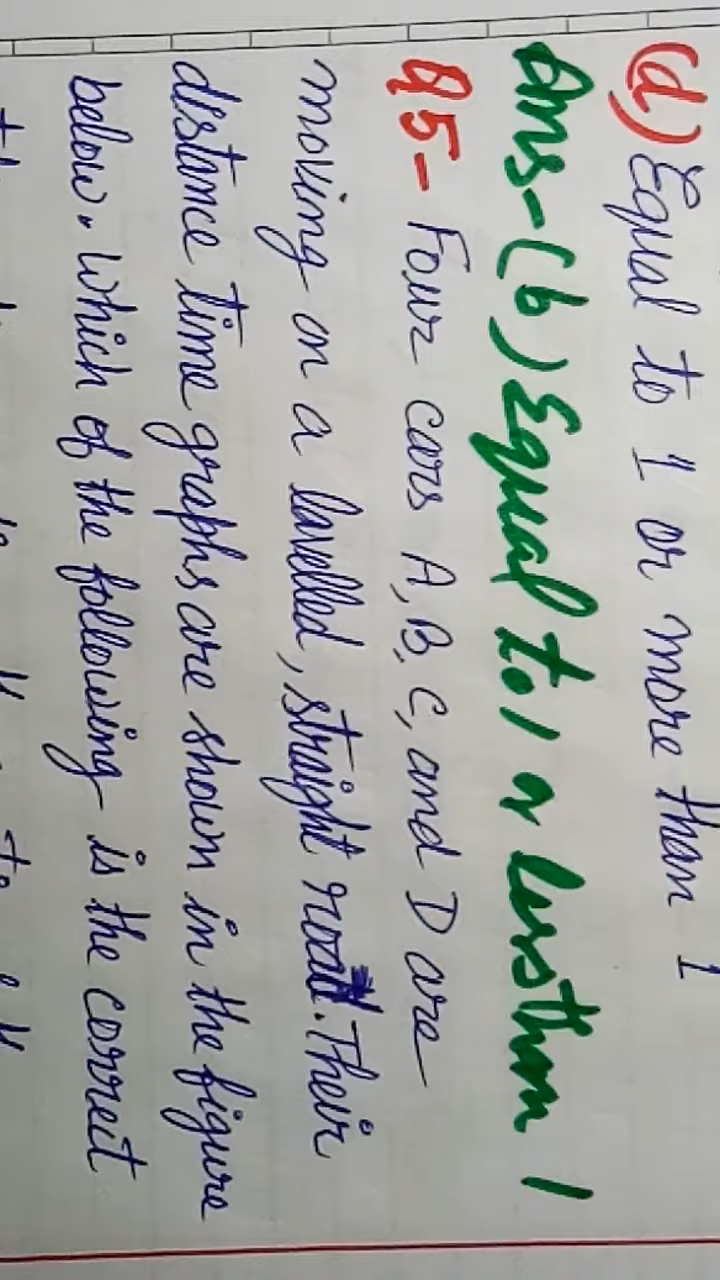 (d) Equal to 1 or more than 1
Ans-(b) Equal to 1 or less than 1
Q5- Four cars A, B, C, and D are
moving on a lavelled, straight road. Their
distance time graphs are shown in the figure
below. Which of the following is the correct